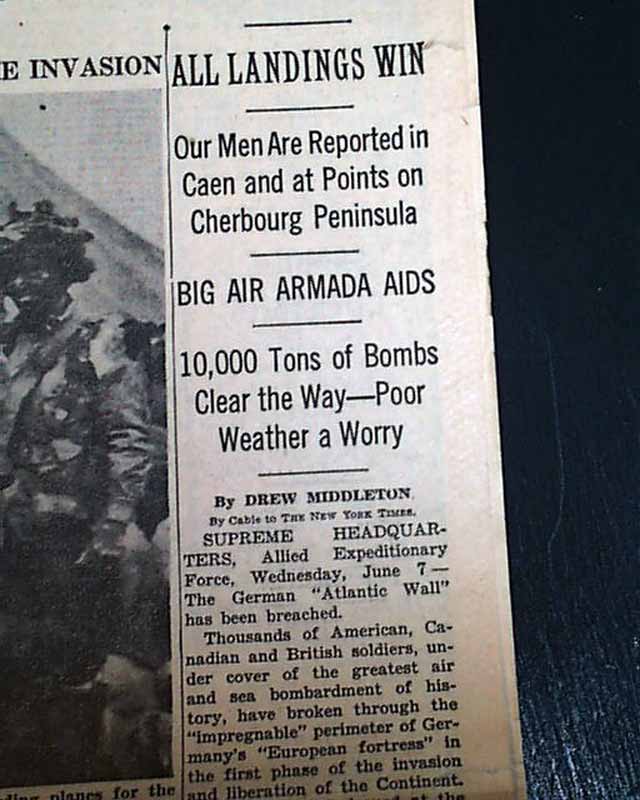 E INVASION
ALL LANDINGS WIN
Our Men Are Reported in
Caen and at Points on
Cherbourg Peninsula
BIG AIR ARMADA AIDS
10,000 Tons of Bombs
Clear the Way—Poor
Weather a Worry
By DREW MIDDLETON
By Cable to THE NEW YORK TIMES.
SUPREME HEADQUAR-
TERS, Allied Expeditionary
Force, Wednesday, June 7—
The German "Atlantic Wall"
has been breached.
Thousands of American, Ca-
nadian and British soldiers, un-
der cover of the greatest air
and sea bombardment of his-
tory, have broken through the
"impregnable" perimeter of Ger-
many's "European fortress" in
the first phase of the invasion
and liberation of the Continent.
planes for the